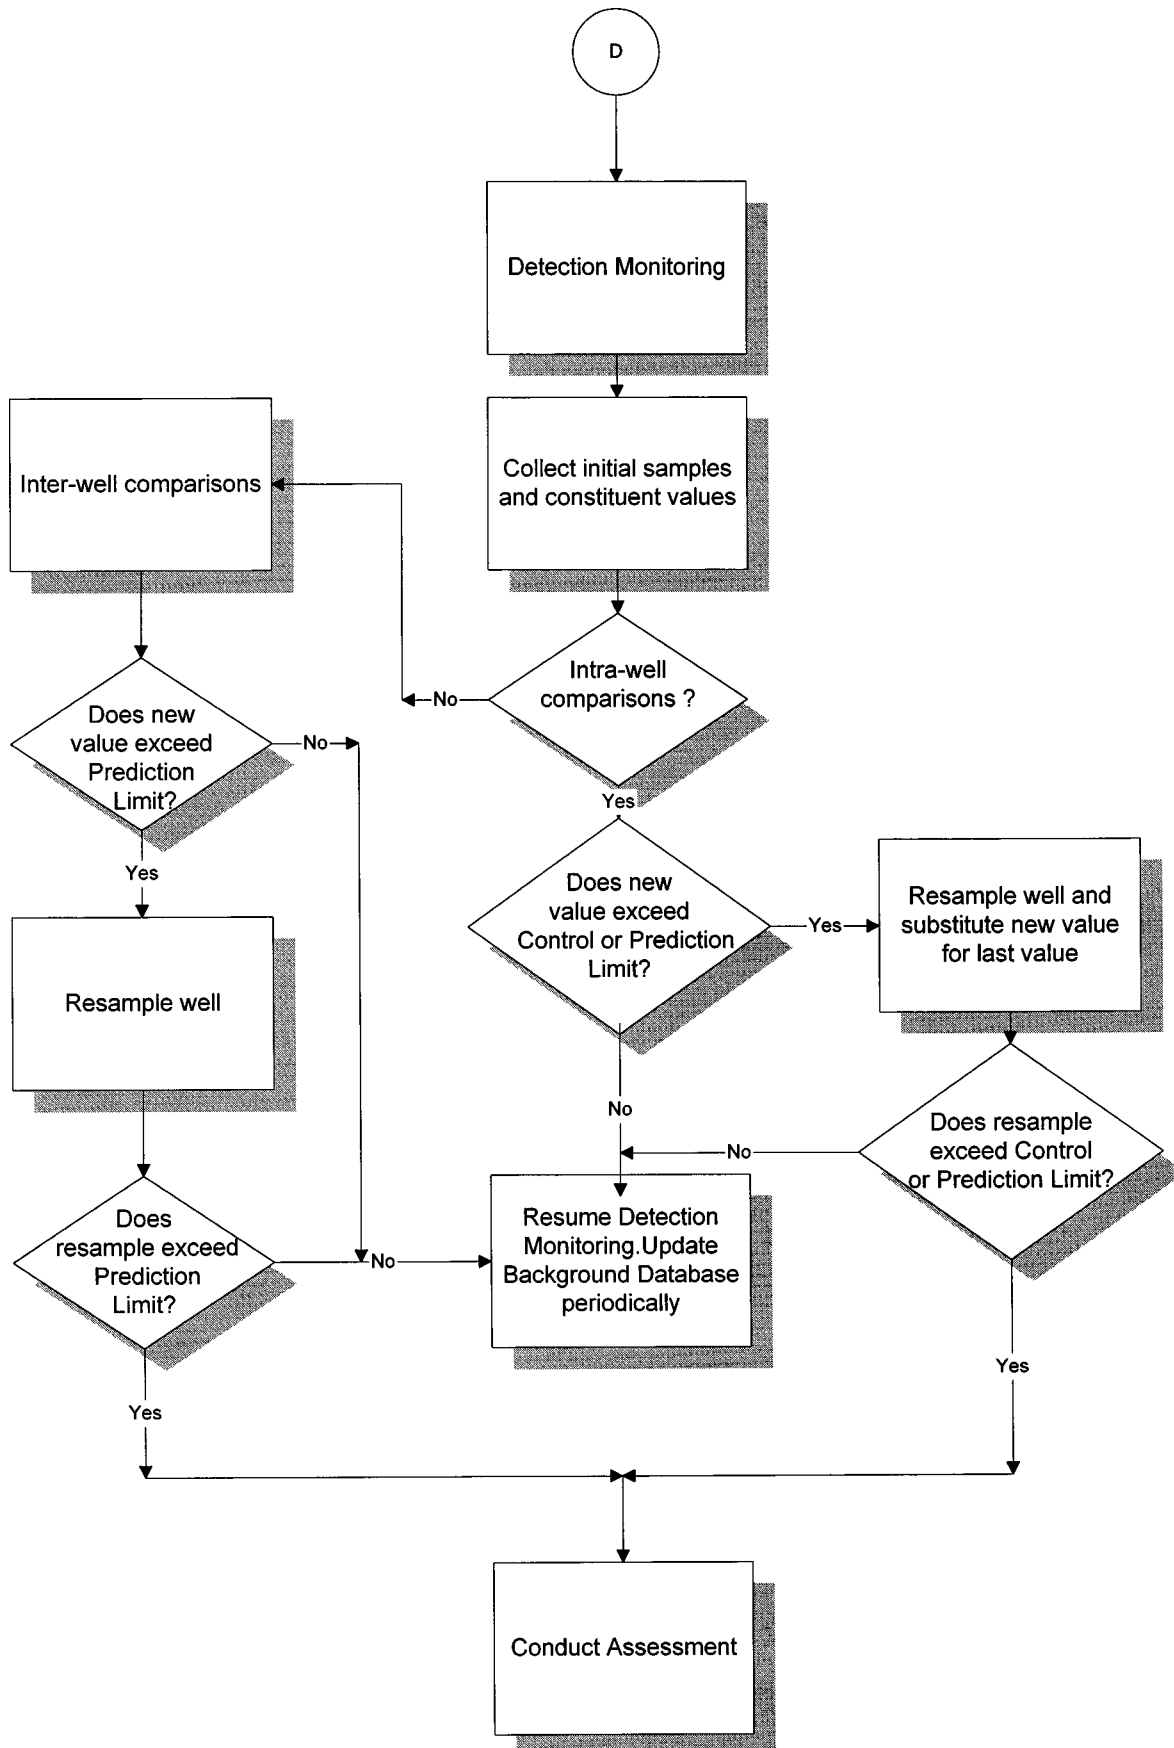 D
Detection Monitoring
Collect initial samples
and constituent values
Inter-well comparisons
Intra-well
comparisons ?
No
Yes
Does new
value exceed
Prediction
Limit?
No
Yes
Does new
value exceed
Control or Prediction
Limit?
Yes
No
Resample well and
substitute new value
for last value
Resample well
Does resample
exceed Control
or Prediction Limit?
No
Yes
Does
resample exceed
Prediction
Limit?
No
Yes
Resume Detection
Monitoring.Update
Background Database
periodically
Conduct Assessment